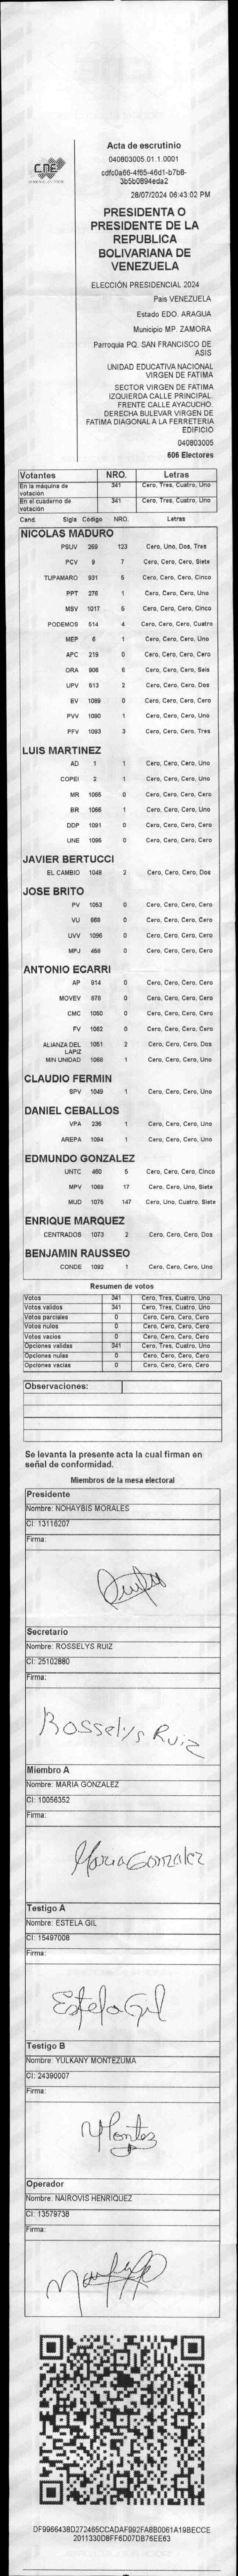 CNE
Acta de escrutinio
040803005.01.1.0001
cdfc0a66-4f65-46d1-b7b8-
3b5b0894eda2
28/07/2024 06:43:02 PM
PRESIDENTA O
PRESIDENTE DE LA
REPUBLICA
BOLIVARIANA DE
VENEZUELA
ELECCIÓN PRESIDENCIAL 2024
Pais VENEZUELA
Estado EDO. ARAGUA
Municipio MP. ZAMORA
Parroquia PQ. SAN FRANCISCO DE
ASIS
UNIDAD EDUCATIVA NACIONAL
VIRGEN DE FATIMA
SECTOR VIRGEN DE FATIMA
IZQUIERDA CALLE PRINCIPAL.
FRENTE CALLE AYACUCHO.
DERECHA BULEVAR VIRGEN DE
FATIMA DIAGONAL A LA FERRETERIA
EDIFICIO
040803005
606 Electores
Votantes NRO. Letras
En la máquina de votación 341 Cero, Tres, Cuatro, Uno
En el cuaderno de votación 341 Cero, Tres, Cuatro, Uno
Cand. Sigla Código NRO. Letras
NICOLAS MADURO
PSUV 269 123 Cero, Uno, Dos, Tres
PCV 9 7 Cero, Cero, Cero, Siete
TUPAMARO 931 5 Cero, Cero, Cero, Cinco
PPT 276 1 Cero, Cero, Cero, Uno
MSV 1017 5 Cero, Cero, Cero, Cinco
PODEMOS 514 4 Cero, Cero, Cero, Cuatro
MEP 6 1 Cero, Cero, Cero, Uno
APC 219 0 Cero, Cero, Cero, Cero
ORA 906 6 Cero, Cero, Cero, Seis
UPV 513 2 Cero, Cero, Cero, Dos
EV 1089 0 Cero, Cero, Cero, Cero
PVV 1090 1 Cero, Cero, Cero, Uno
PFV 1093 3 Cero, Cero, Cero, Tres
LUIS MARTINEZ
AD 1 1 Cero, Cero, Cero, Uno
COPEI 2 1 Cero, Cero, Cero, Uno
MR 1065 0 Cero, Cero, Cero, Cero
BR 1066 1 Cero, Cero, Cero, Uno
DDP 1091 0 Cero, Cero, Cero, Cero
UNE 1095 0 Cero, Cero, Cero, Cero
JAVIER BERTUCCI
EL CAMBIO 1048 2 Cero, Cero, Cero, Dos
JOSE BRITO
PV 1053 0 Cero, Cero, Cero, Cero
VU 668 0 Cero, Cero, Cero, Cero
UVV 1096 0 Cero, Cero, Cero, Cero
MPJ 458 0 Cero, Cero, Cero, Cero
ANTONIO ECARRI
AP 814 0 Cero, Cero, Cero, Cero
MOVEV 878 0 Cero, Cero, Cero, Cero
CMC 1050 0 Cero, Cero, Cero, Cero
FV 1062 0 Cero, Cero, Cero, Cero
ALIANZA DEL LAPIZ 1051 2 Cero, Cero, Cero, Dos
MIN UNIDAD 1068 1 Cero, Cero, Cero, Uno
CLAUDIO FERMIN
SPV 1049 1 Cero, Cero, Cero, Uno
DANIEL CEBALLOS
VPA 236 1 Cero, Cero, Cero, Uno
AREPA 1094 1 Cero, Cero, Cero, Uno
EDMUNDO GONZALEZ
UNTC 460 5 Cero, Cero, Cero, Cinco
MPV 1069 17 Cero, Cero, Uno, Siete
MUD 1075 147 Cero, Uno, Cuatro, Siete
ENRIQUE MARQUEZ
CENTRADOS 1073 2 Cero, Cero, Cero, Dos
BENJAMIN RAUSSEO
CONDE 1092 1 Cero, Cero, Cero, Uno
Resumen de votos
Votos 341 Cero, Tres, Cuatro, Uno
Votos validos 341 Cero, Tres, Cuatro, Uno
Votos parciales 0 Cero, Cero, Cero, Cero
Votos nulos 0 Cero, Cero, Cero, Cero
Votos vacios 0 Cero, Cero, Cero, Cero
Opciones validas 341 Cero, Tres, Cuatro, Uno
Opciones nulas 0 Cero, Cero, Cero, Cero
Opciones vacias 0 Cero, Cero, Cero, Cero
Observaciones:
Se levanta la presente acta la cual firman en
señal de conformidad.
Miembros de la mesa electoral
Presidente
Nombre: NOHAYBIS MORALES
CI: 13116207
Firma:
Secretario
Nombre: ROSSELYS RUIZ
CI: 25102880
Firma:
Rosselys Ruiz
Miembro A
Nombre: MARIA GONZALEZ
CI: 10056352
Firma:
Maria Gonzalez
Testigo A
Nombre: ESTELA GIL
CI: 15497008
Firma:
Estela Gil
Testigo B
Nombre: YULKANY MONTEZUMA
CI: 24390007
Firma:
Operador
Nombre: NAIROVIS HENRIQUEZ
CI: 13579738
Firma:
DF9966438D272465CCADAF992FA8B0061A19BECCE
2011330D8FF6D07DB76EE63